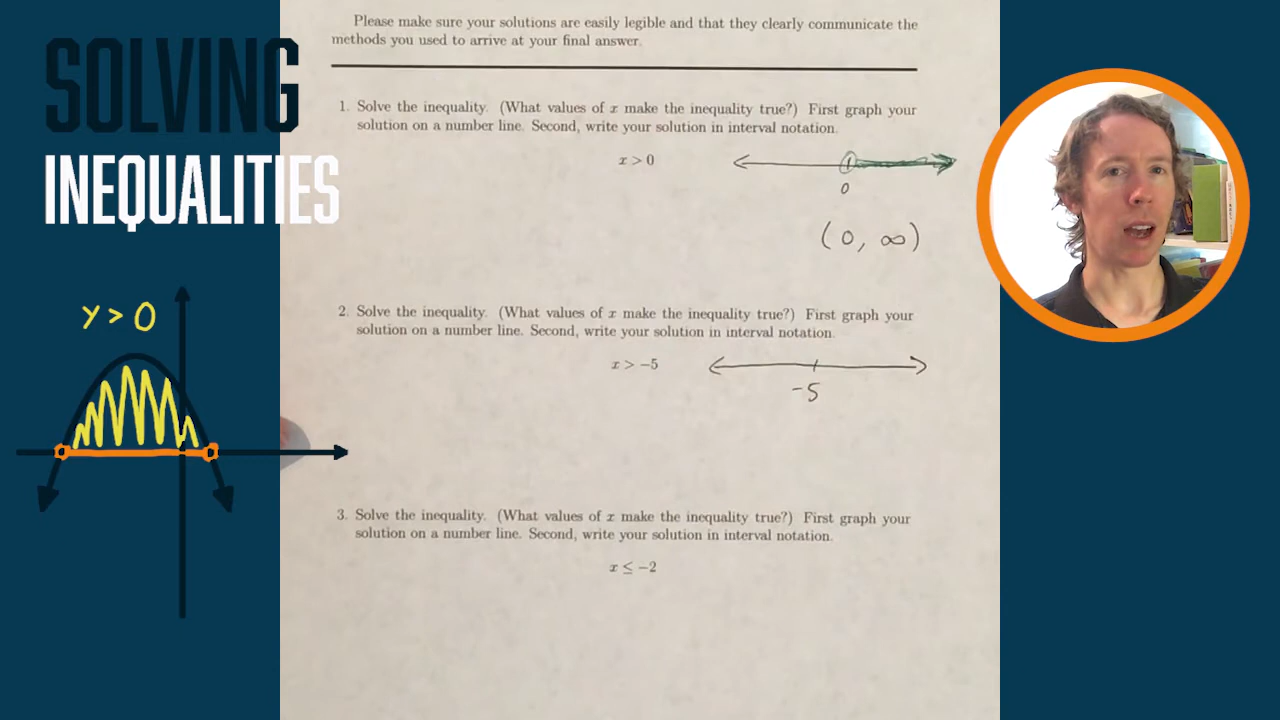 SOLVING
INEQUALITIES
y > 0
Please make sure your solutions are easily legible and that they clearly communicate the
methods you used to arrive at your final answer.
1. Solve the inequality. (What values of x make the inequality true?) First graph your
solution on a number line. Second, write your solution in interval notation.
x > 0
0
(0, ∞)
2. Solve the inequality. (What values of x make the inequality true?) First graph your
solution on a number line. Second, write your solution in interval notation.
x > −5
-5
3. Solve the inequality. (What values of x make the inequality true?) First graph your
solution on a number line. Second, write your solution in interval notation.
x ≤ −2